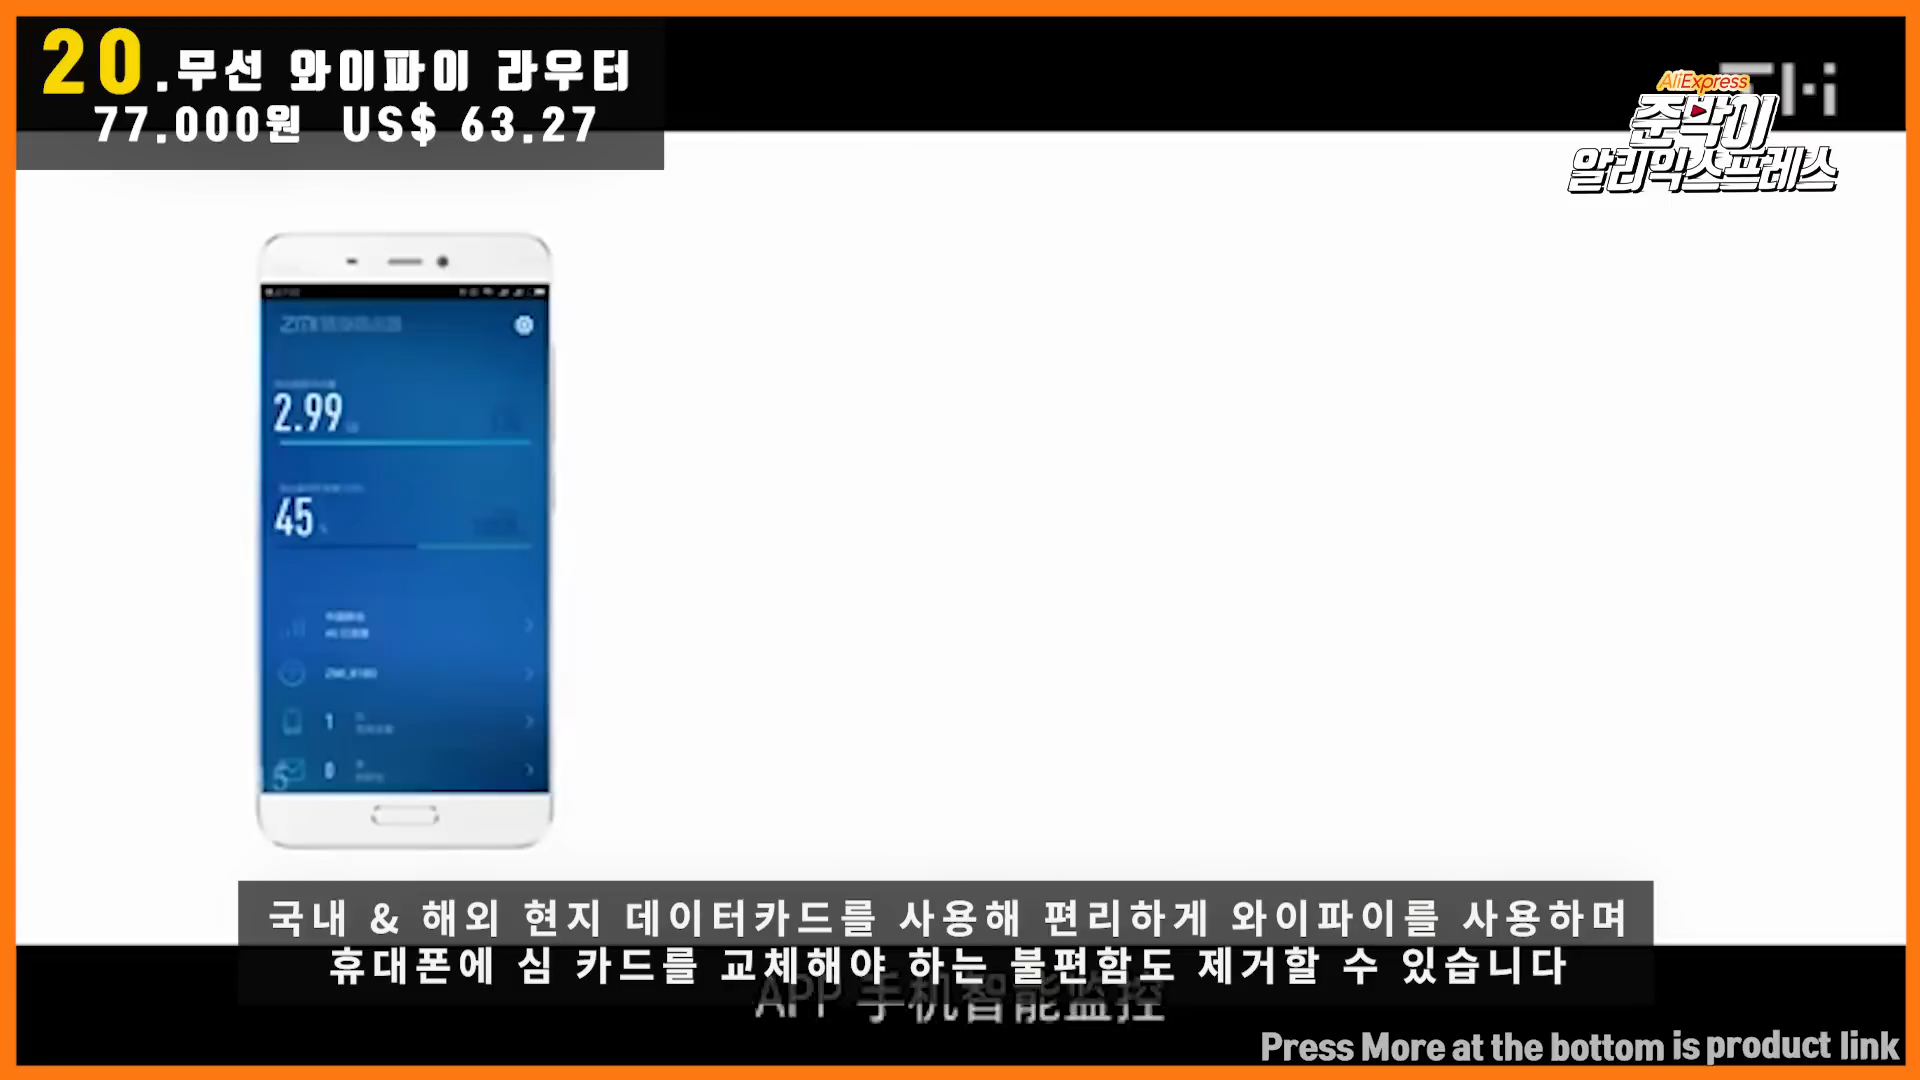 20.무선 와이파이 라우터
77.000원 US$ 63.27
AliExpress
준박이
알리익스프레스
2.99
45
1
0
국내 & 해외 현지 데이터카드를 사용해 편리하게 와이파이를 사용하며
휴대폰에 심 카드를 교체해야 하는 불편함도 제거할 수 있습니다
APP 手机智能监控
Press More at the bottom is product link